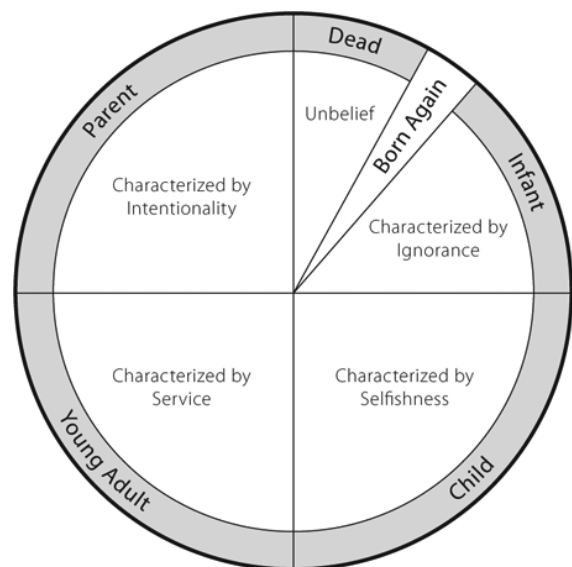 Dead
Unbelief
Born Again
Infant
Characterized by
Ignorance
Child
Characterized by
Selfishness
Young Adult
Characterized by
Service
Parent
Characterized by
Intentionality